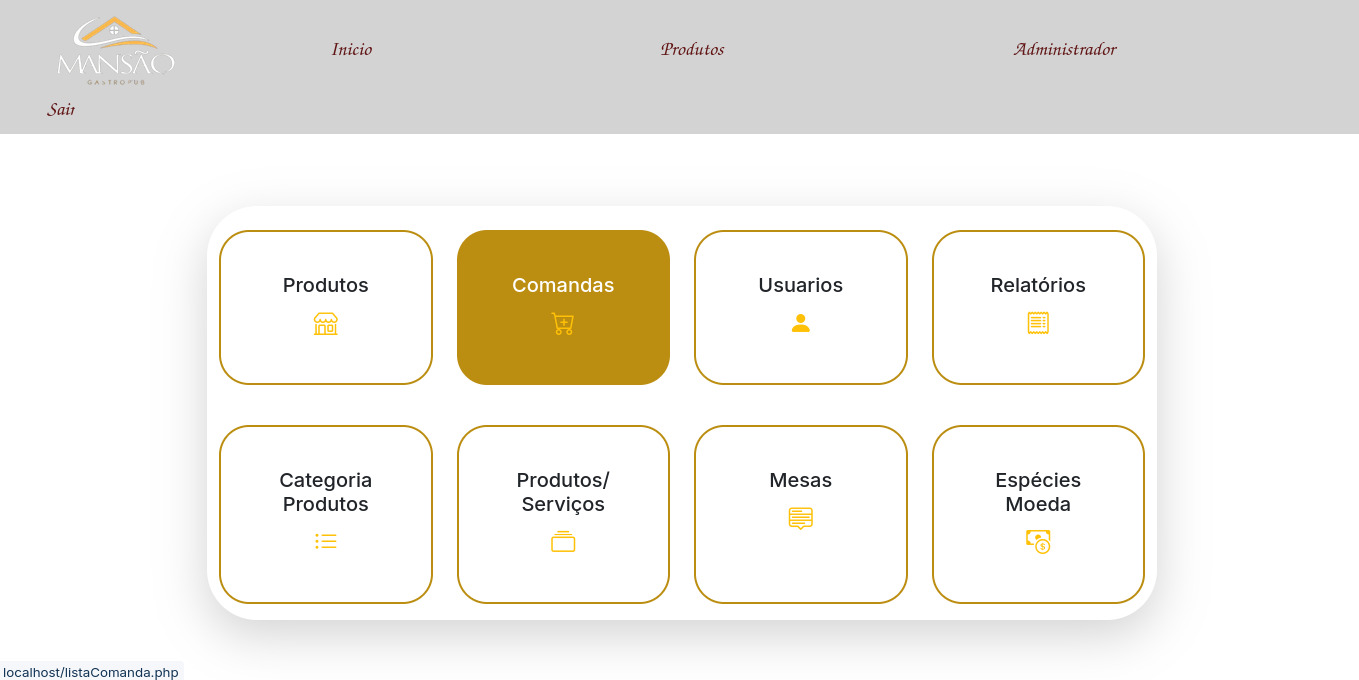 MANSÃO
GASTROPUB
Inicio
Produtos
Administrador
Sair
Produtos
Comandas
Usuarios
Relatórios
Categoria
Produtos
Produtos/
Serviços
Mesas
Espécies
Moeda
localhost/listaComanda.php